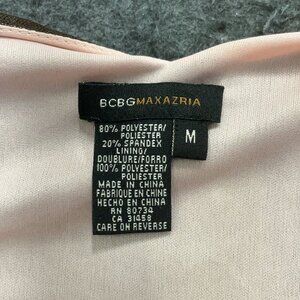 BCBGMAXAZRIA
M
80% POLYESTER/
POLIESTER
20% SPANDEX
LINING/
DOUBLURE/FORRO
100% POLYESTER/
POLIESTER
MADE IN CHINA
FABRIQUE EN CHINE
HECHO EN CHINA
RN 80734
CA 31458
CARE ON REVERSE